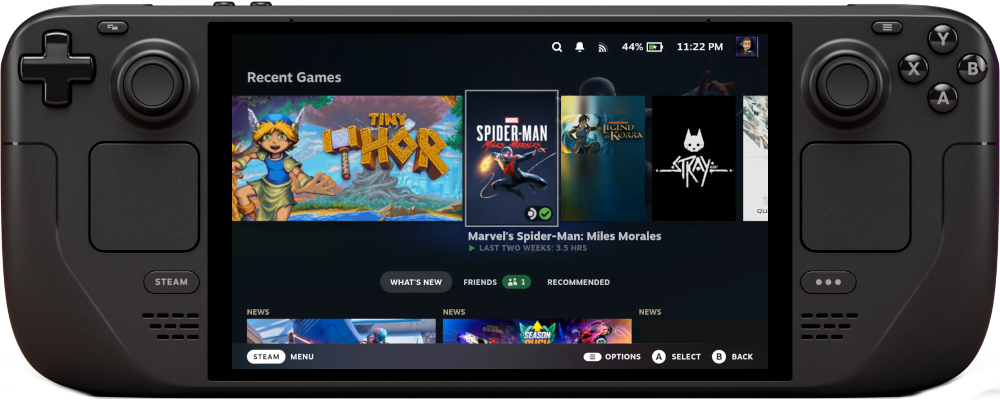 44% 11:22 PM
Y
X
B
A
Recent Games
TINY THOR
MARVEL
SPIDER-MAN
MILES MORALES
LEGEND
OF KORRA
STRAY
Marvel's Spider-Man: Miles Morales
LAST TWO WEEKS: 3.5 HRS
STEAM
WHAT'S NEW FRIENDS 1 RECOMMENDED
NEWS NEWS NEWS
SEASON
RUSH
STEAM MENU OPTIONS A SELECT B BACK